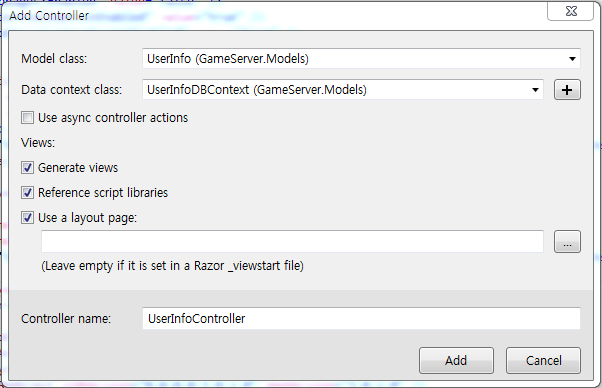 Add Controller
Model class:
UserInfo (GameServer.Models)
Data context class:
UserInfoDBContext (GameServer.Models)
+
Use async controller actions
Views:
Generate views
Reference script libraries
Use a layout page:
...
(Leave empty if it is set in a Razor _viewstart file)
Controller name:
UserInfoController
Add
Cancel